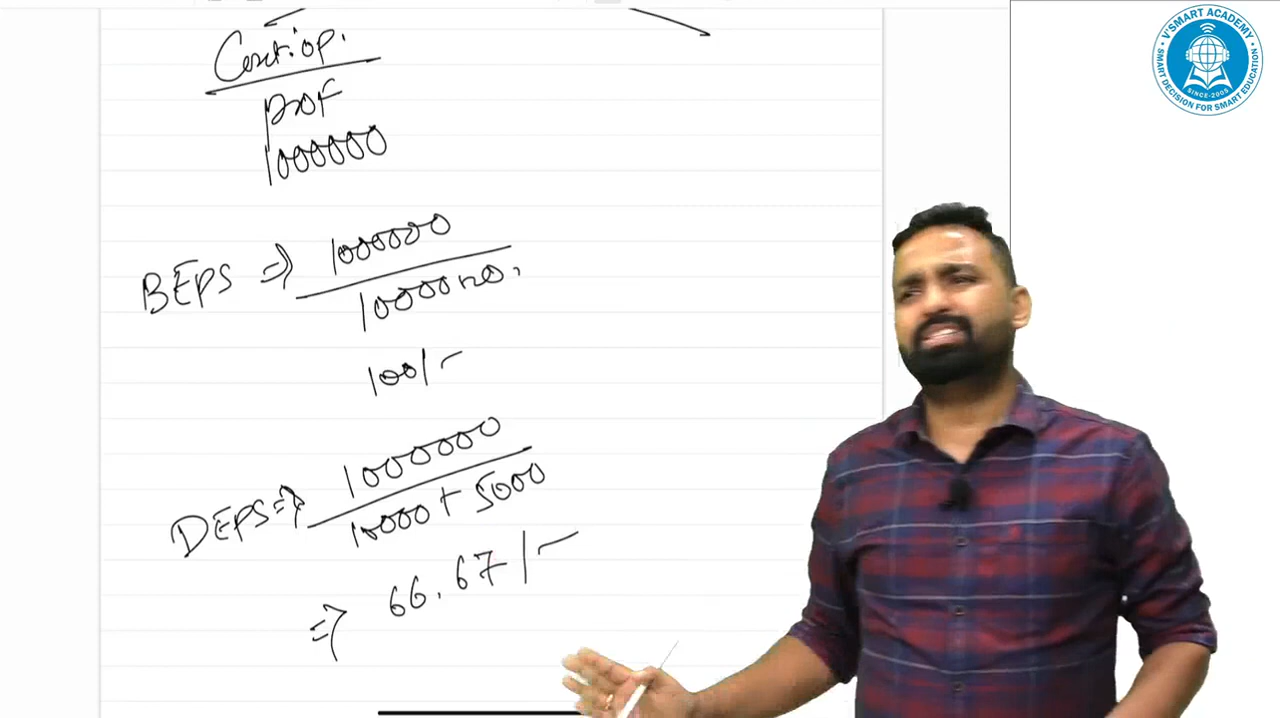 Conti. op.
prof
1000000
BEPS ⇒ 1000000
10000 no.
100/-
DEPS ⇒ 1000000
10000 + 5000
⇒ 66.67/-
V'SMART ACADEMY
SINCE-2005
SMART DECISION FOR SMART EDUCATION